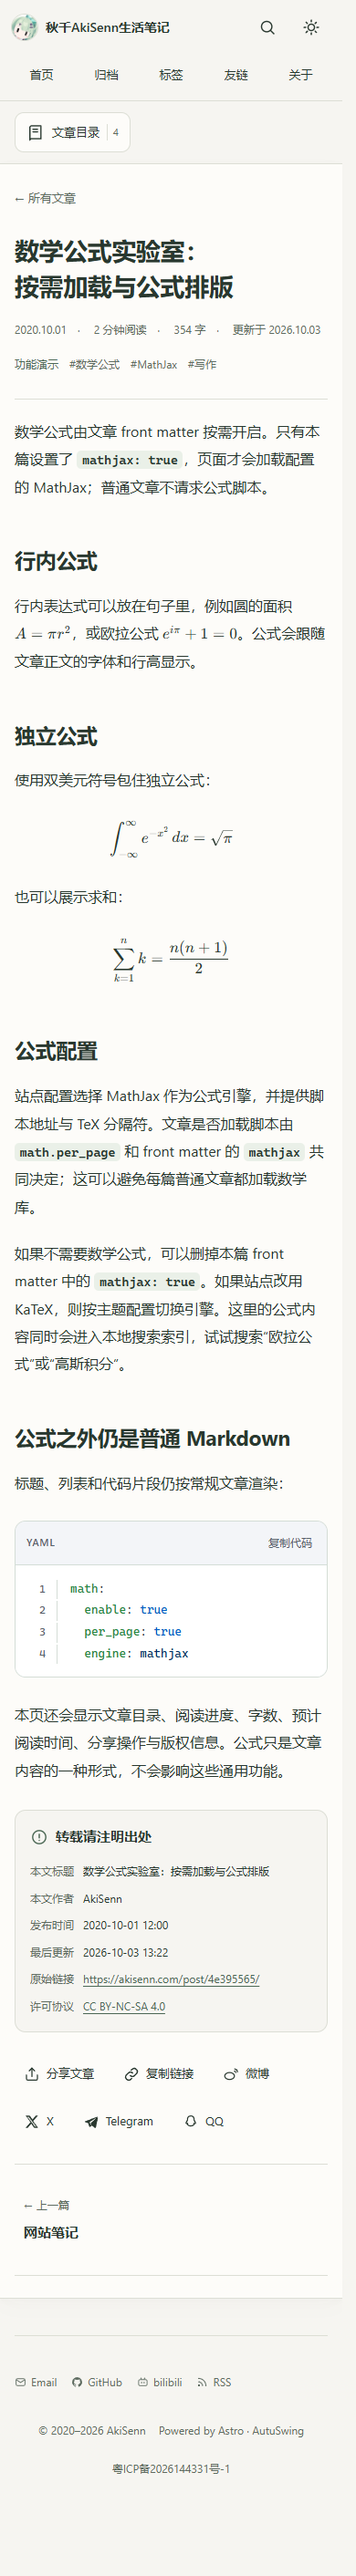 秋千AkiSenn生活笔记
首页 归档 标签 友链 关于
文章目录 4
← 所有文章
数学公式实验室：
按需加载与公式排版
2020.10.01 · 2 分钟阅读 · 354 字 · 更新于 2026.10.03
功能演示 #数学公式 #MathJax #写作
数学公式由文章 front matter 按需开启。只有本
篇设置了 mathjax: true，页面才会加载配置
的 MathJax；普通文章不请求公式脚本。
行内公式
行内表达式可以放在句子里，例如圆的面积
A = πr²，或欧拉公式 e^{iπ} + 1 = 0。公式会跟随
文章正文的字体和行高显示。
独立公式
使用双美元符号包住独立公式：
∫_{−∞}^{∞} e^{−x²} dx = √π
也可以展示求和：
∑_{k=1}^{n} k = n(n + 1)/2
公式配置
站点配置选择 MathJax 作为公式引擎，并提供脚
本地址与 TeX 分隔符。文章是否加载脚本由
math.per_page 和 front matter 的 mathjax 共
同决定；这可以避免每篇普通文章都加载数学
库。
如果不需要数学公式，可以删掉本篇 front
matter 中的 mathjax: true。如果站点改用
KaTeX，则按主题配置切换引擎。这里的公式内
容同时会进入本地搜索索引，试试搜索“欧拉公
式”或“高斯积分”。
公式之外仍是普通 Markdown
标题、列表和代码片段仍按常规文章渲染：
YAML 复制代码
1 math:
2 enable: true
3 per_page: true
4 engine: mathjax
本页还会显示文章目录、阅读进度、字数、预计
阅读时间、分享操作与版权信息。公式只是文章
内容的一种形式，不会影响这些通用功能。
转载请注明出处
本文标题 数学公式实验室：按需加载与公式排版
本文作者 AkiSenn
发布时间 2020-10-01 12:00
最后更新 2026-10-03 13:22
原始链接 https://akisenn.com/post/4e395565/
许可协议 CC BY-NC-SA 4.0
分享文章 复制链接 微博
X Telegram QQ
← 上一篇
网站笔记
Email GitHub bilibili RSS
© 2020–2026 AkiSenn Powered by Astro · AutuSwing
粤ICP备2026144331号-1